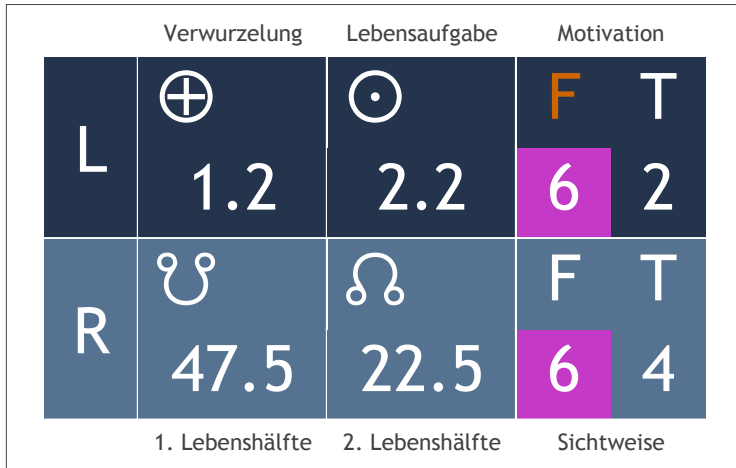 Verwurzelung Lebensaufgabe Motivation
L ⊕ ☉ F T
1.2 2.2 6 2
R ☋ ☊ F T
47.5 22.5 6 4
1. Lebenshälfte 2. Lebenshälfte Sichtweise